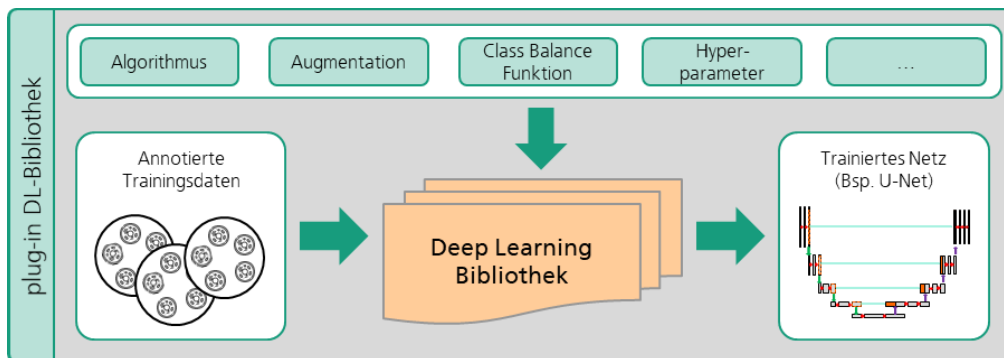 plug-in DL-Bibliothek
Algorithmus
Augmentation
Class Balance
Funktion
Hyper-
parameter
...
Annotierte
Trainingsdaten
Deep Learning
Bibliothek
Trainiertes Netz
(Bsp. U-Net)